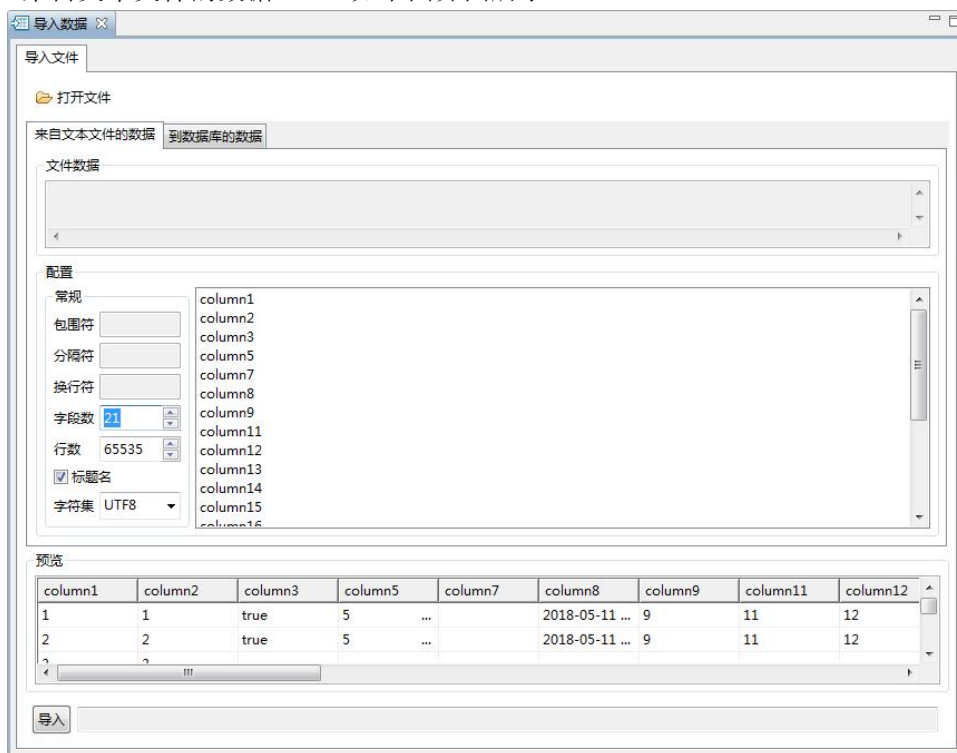 导入数据
导入文件
打开文件
来自文本文件的数据 到数据库的数据
文件数据
配置
常规
包围符
分隔符
换行符
字段数 21
行数 65535
标题名
字符集 UTF8
column1
column2
column3
column5
column7
column8
column9
column11
column12
column13
column14
column15
column16
预览
column1 column2 column3 column5 column7 column8 column9 column11 column12
1 1 true 5 ... 2018-05-11 ... 9 11 12
2 2 true 5 ... 2018-05-11 ... 9 11 12
导入